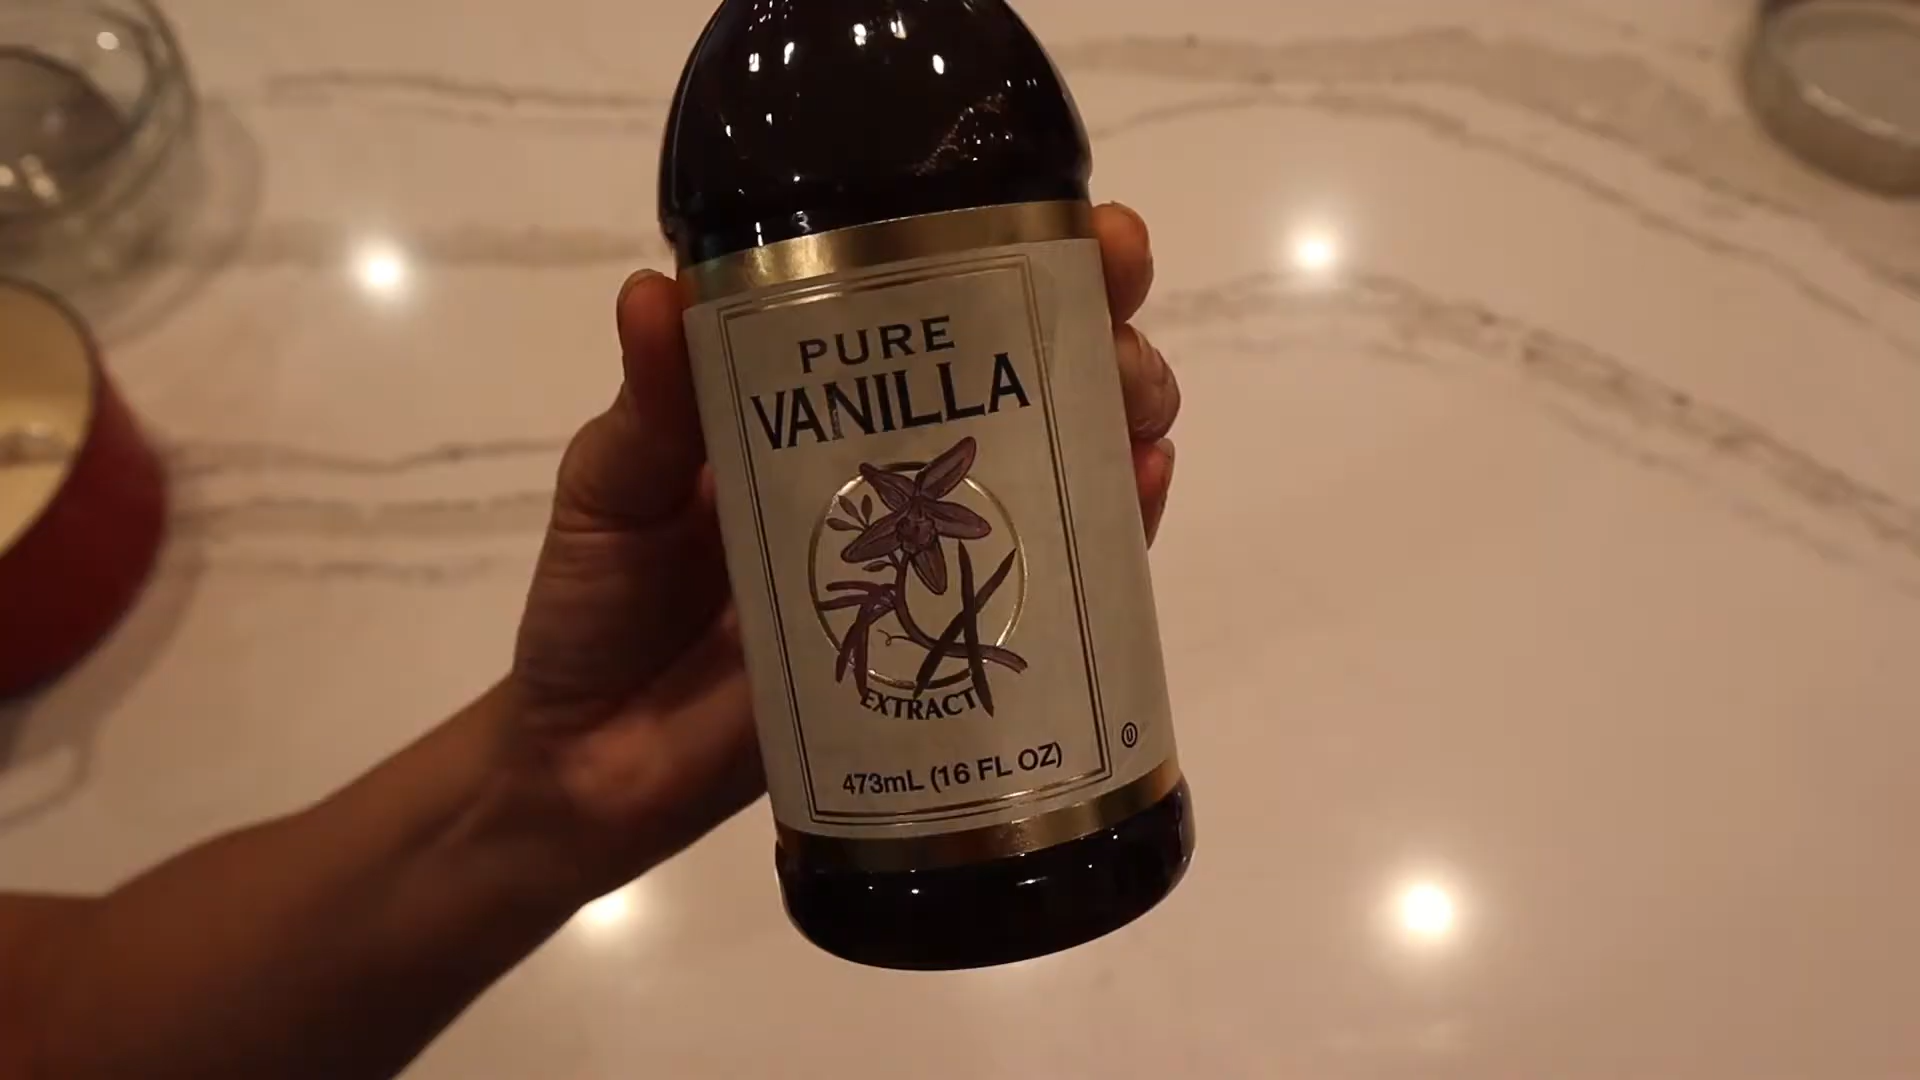 PURE
VANILLA
EXTRACT
473mL (16 FL OZ)
U